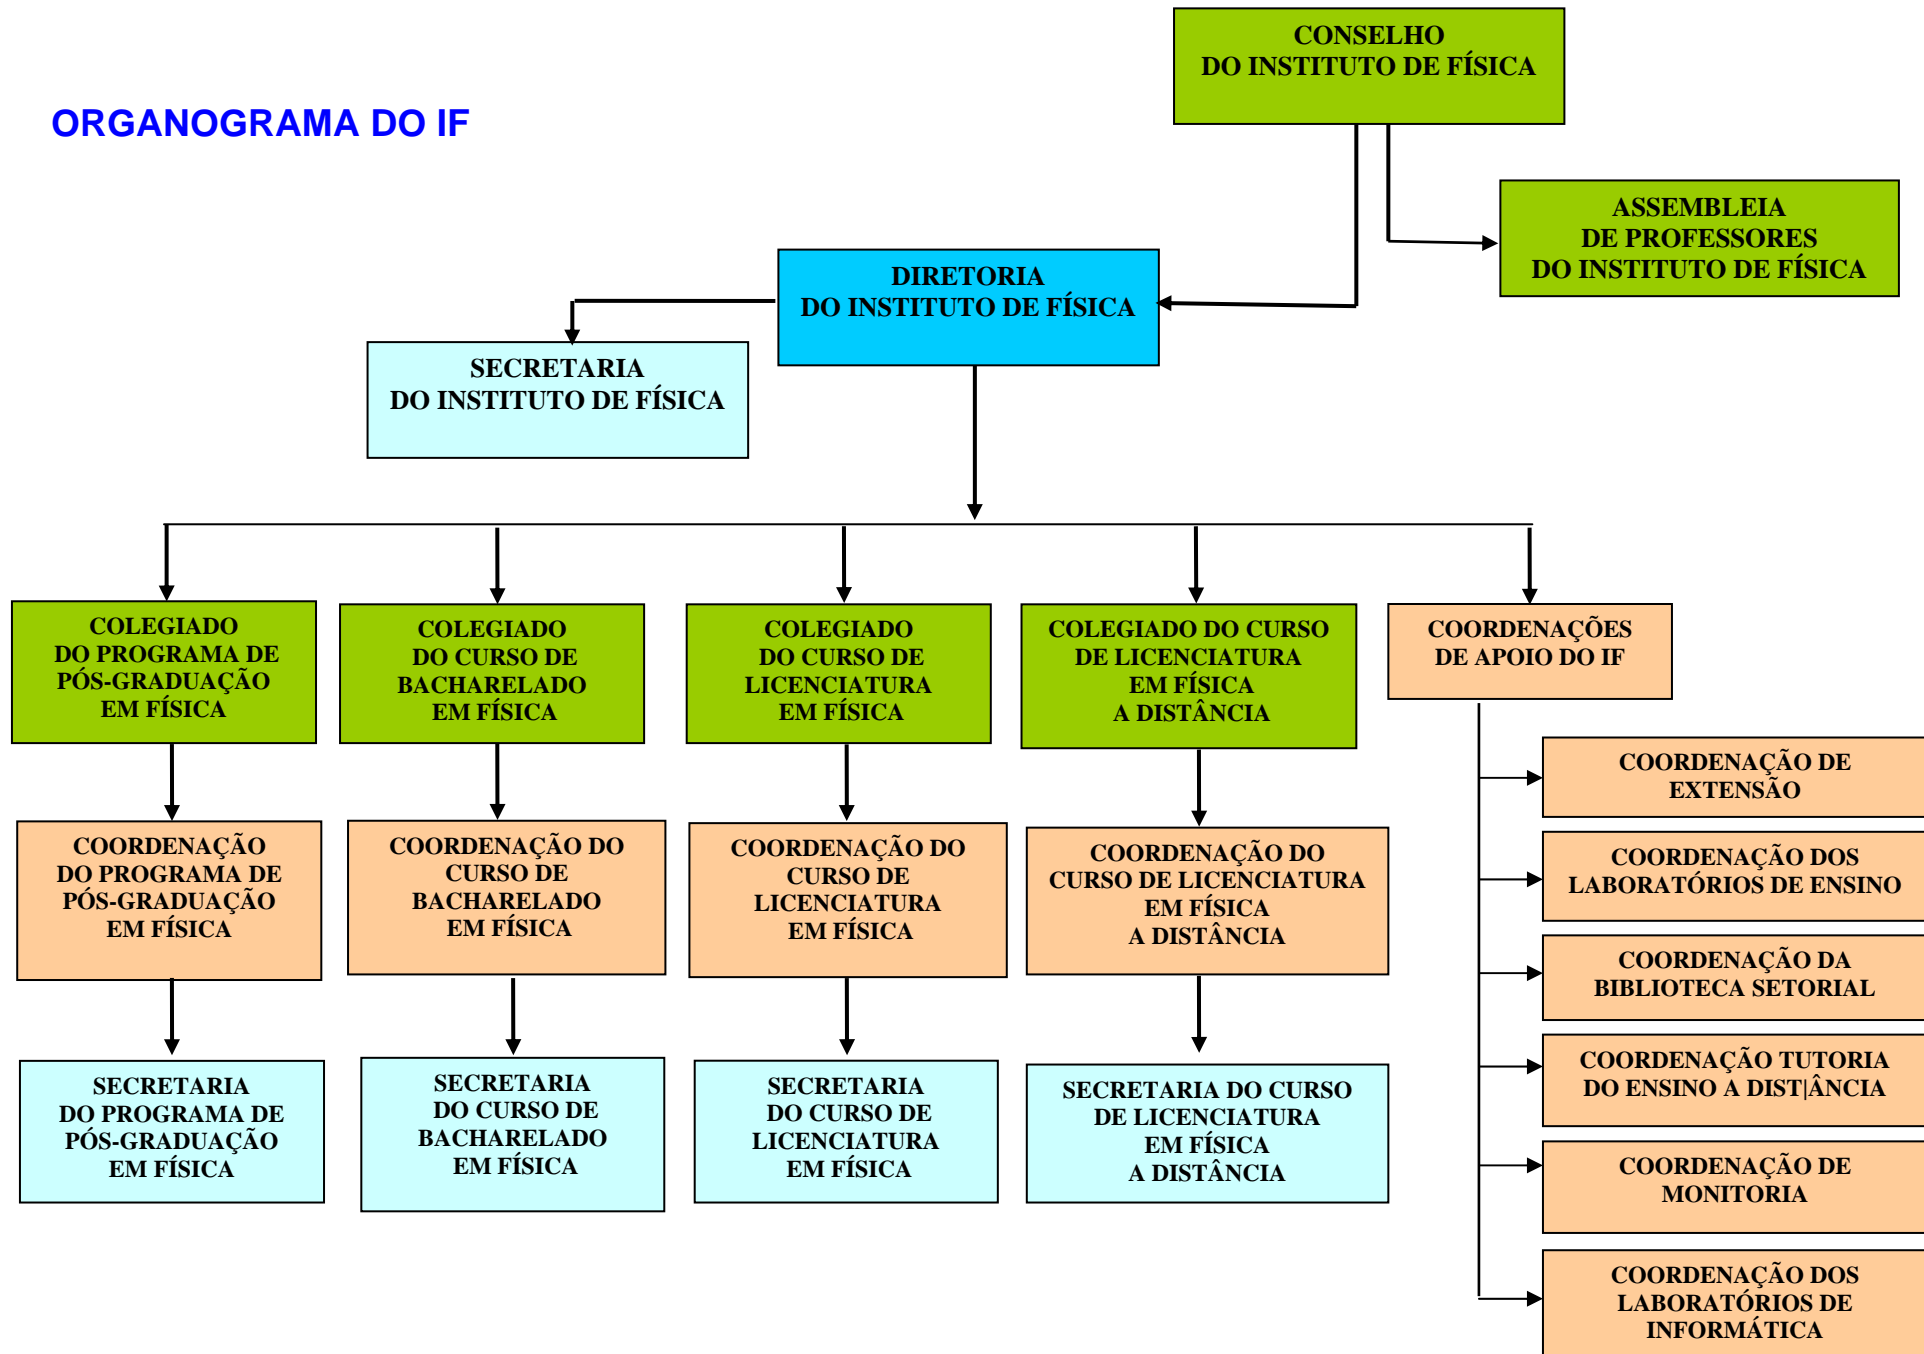 CONSELHO
DO INSTITUTO DE FÍSICA
ORGANOGRAMA DO IF
ASSEMBLEIA
DE PROFESSORES
DO INSTITUTO DE FÍSICA
DIRETORIA
DO INSTITUTO DE FÍSICA
SECRETARIA
DO INSTITUTO DE FÍSICA
COLEGIADO
DO PROGRAMA DE
PÓS-GRADUAÇÃO
EM FÍSICA
COLEGIADO
DO CURSO DE
BACHARELADO
EM FÍSICA
COLEGIADO
DO CURSO DE
LICENCIATURA
EM FÍSICA
COLEGIADO DO CURSO
DE LICENCIATURA
EM FÍSICA
A DISTÂNCIA
COORDENAÇÕES
DE APOIO DO IF
COORDENAÇÃO
DO PROGRAMA DE
PÓS-GRADUAÇÃO
EM FÍSICA
COORDENAÇÃO DO
CURSO DE
BACHARELADO
EM FÍSICA
COORDENAÇÃO DO
CURSO DE
LICENCIATURA
EM FÍSICA
COORDENAÇÃO DO
CURSO DE LICENCIATURA
EM FÍSICA
A DISTÂNCIA
SECRETARIA
DO PROGRAMA DE
PÓS-GRADUAÇÃO
EM FÍSICA
SECRETARIA
DO CURSO DE
BACHARELADO
EM FÍSICA
SECRETARIA
DO CURSO DE
LICENCIATURA
EM FÍSICA
SECRETARIA DO CURSO
DE LICENCIATURA
EM FÍSICA
A DISTÂNCIA
COORDENAÇÃO DE
EXTENSÃO
COORDENAÇÃO DOS
LABORATÓRIOS DE ENSINO
COORDENAÇÃO DA
BIBLIOTECA SETORIAL
COORDENAÇÃO TUTORIA
DO ENSINO A DIST|ÂNCIA
COORDENAÇÃO DE
MONITORIA
COORDENAÇÃO DOS
LABORATÓRIOS DE
INFORMÁTICA